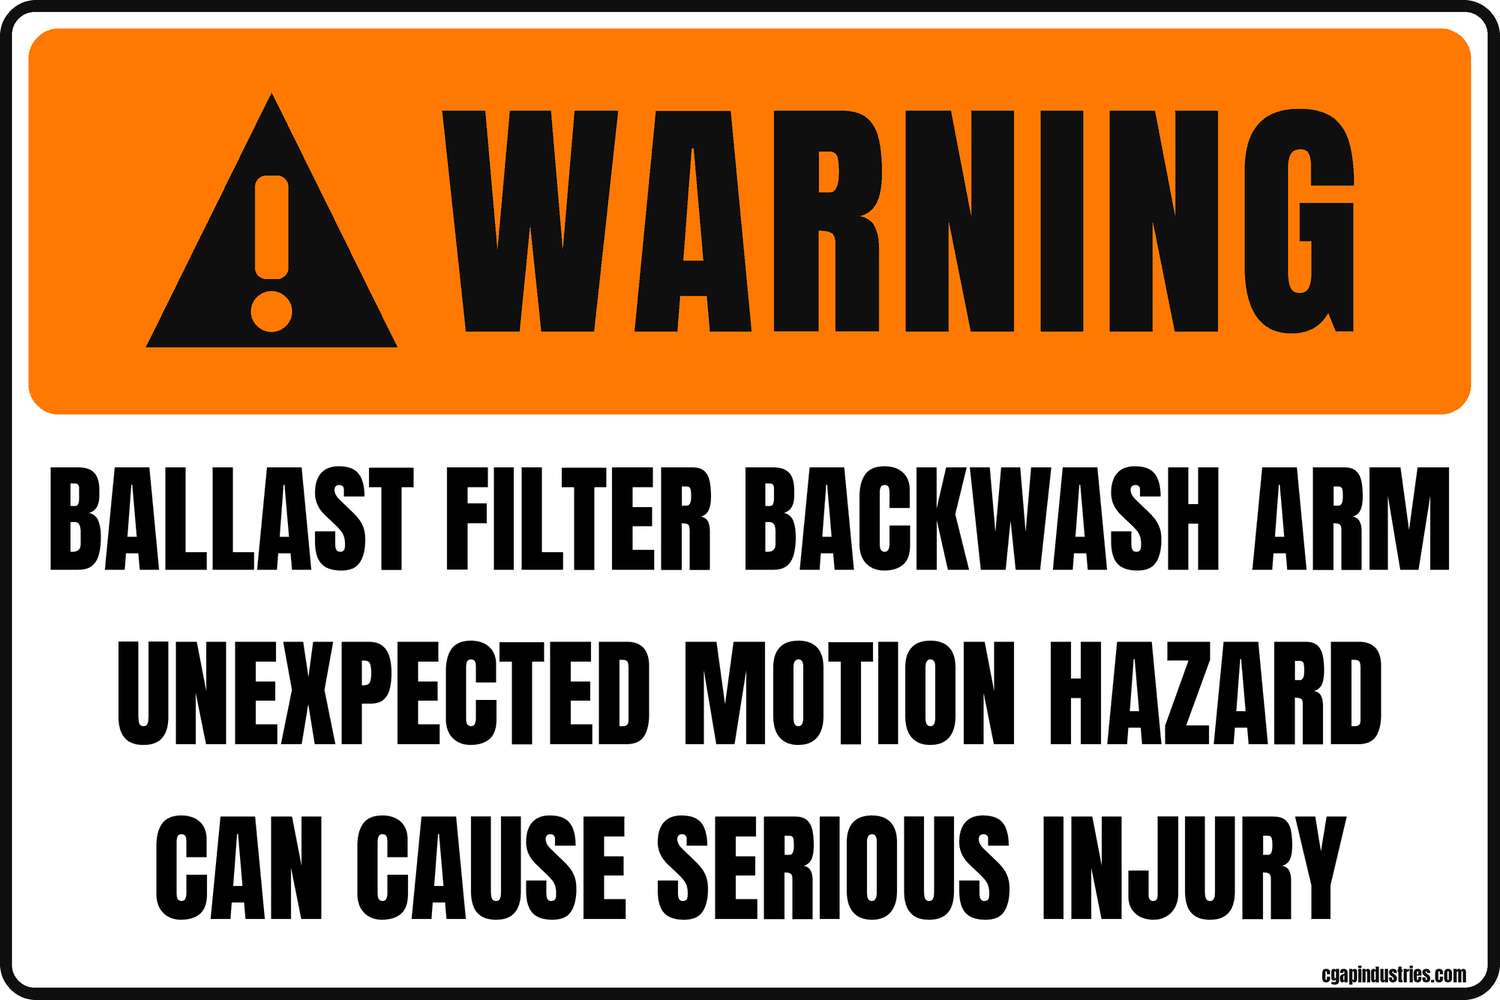 WARNING
BALLAST FILTER BACKWASH ARM
UNEXPECTED MOTION HAZARD
CAN CAUSE SERIOUS INJURY
cgapindustries.com